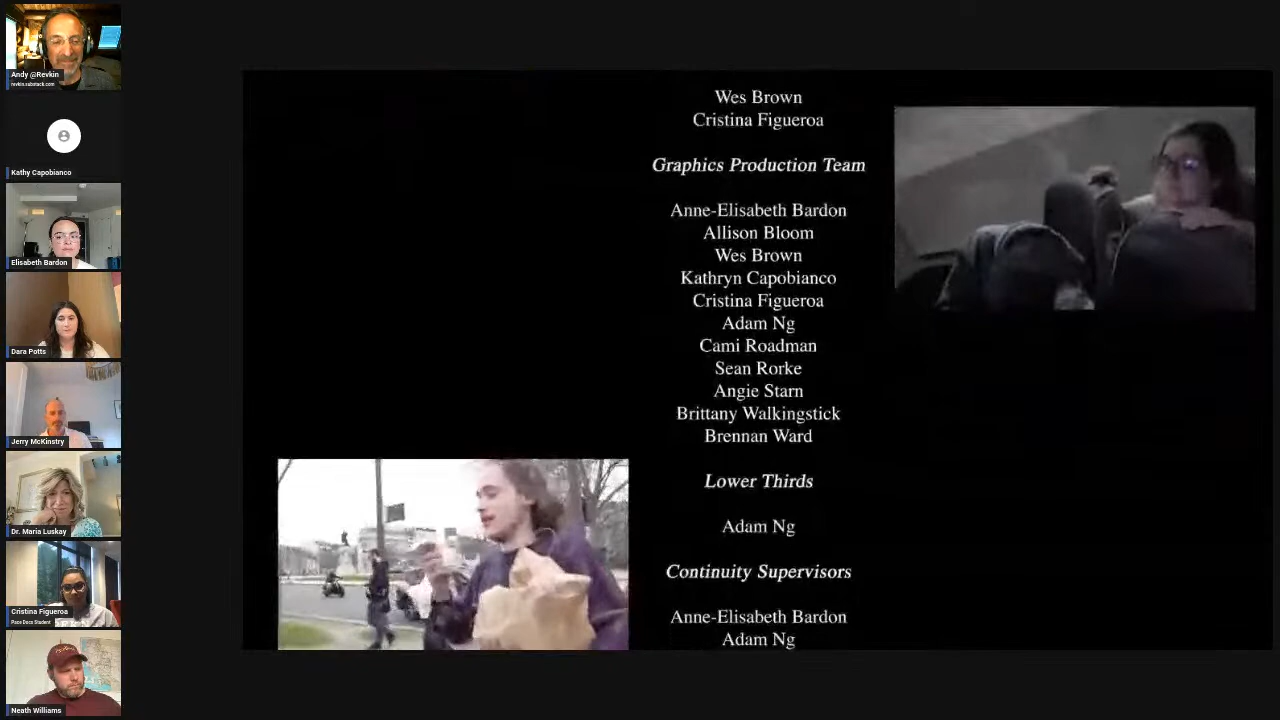 Andy @Revkin
revkin.substack.com
Kathy Capobianco
Elisabeth Bardon
Dara Potts
Jerry McKinstry
Dr. Maria Luskay
Cristina Figueroa
Pace Docs Student
Neath Williams
Wes Brown
Cristina Figueroa
Graphics Production Team
Anne-Elisabeth Bardon
Allison Bloom
Wes Brown
Kathryn Capobianco
Cristina Figueroa
Adam Ng
Cami Roadman
Sean Rorke
Angie Starn
Brittany Walkingstick
Brennan Ward
Lower Thirds
Adam Ng
Continuity Supervisors
Anne-Elisabeth Bardon
Adam Ng